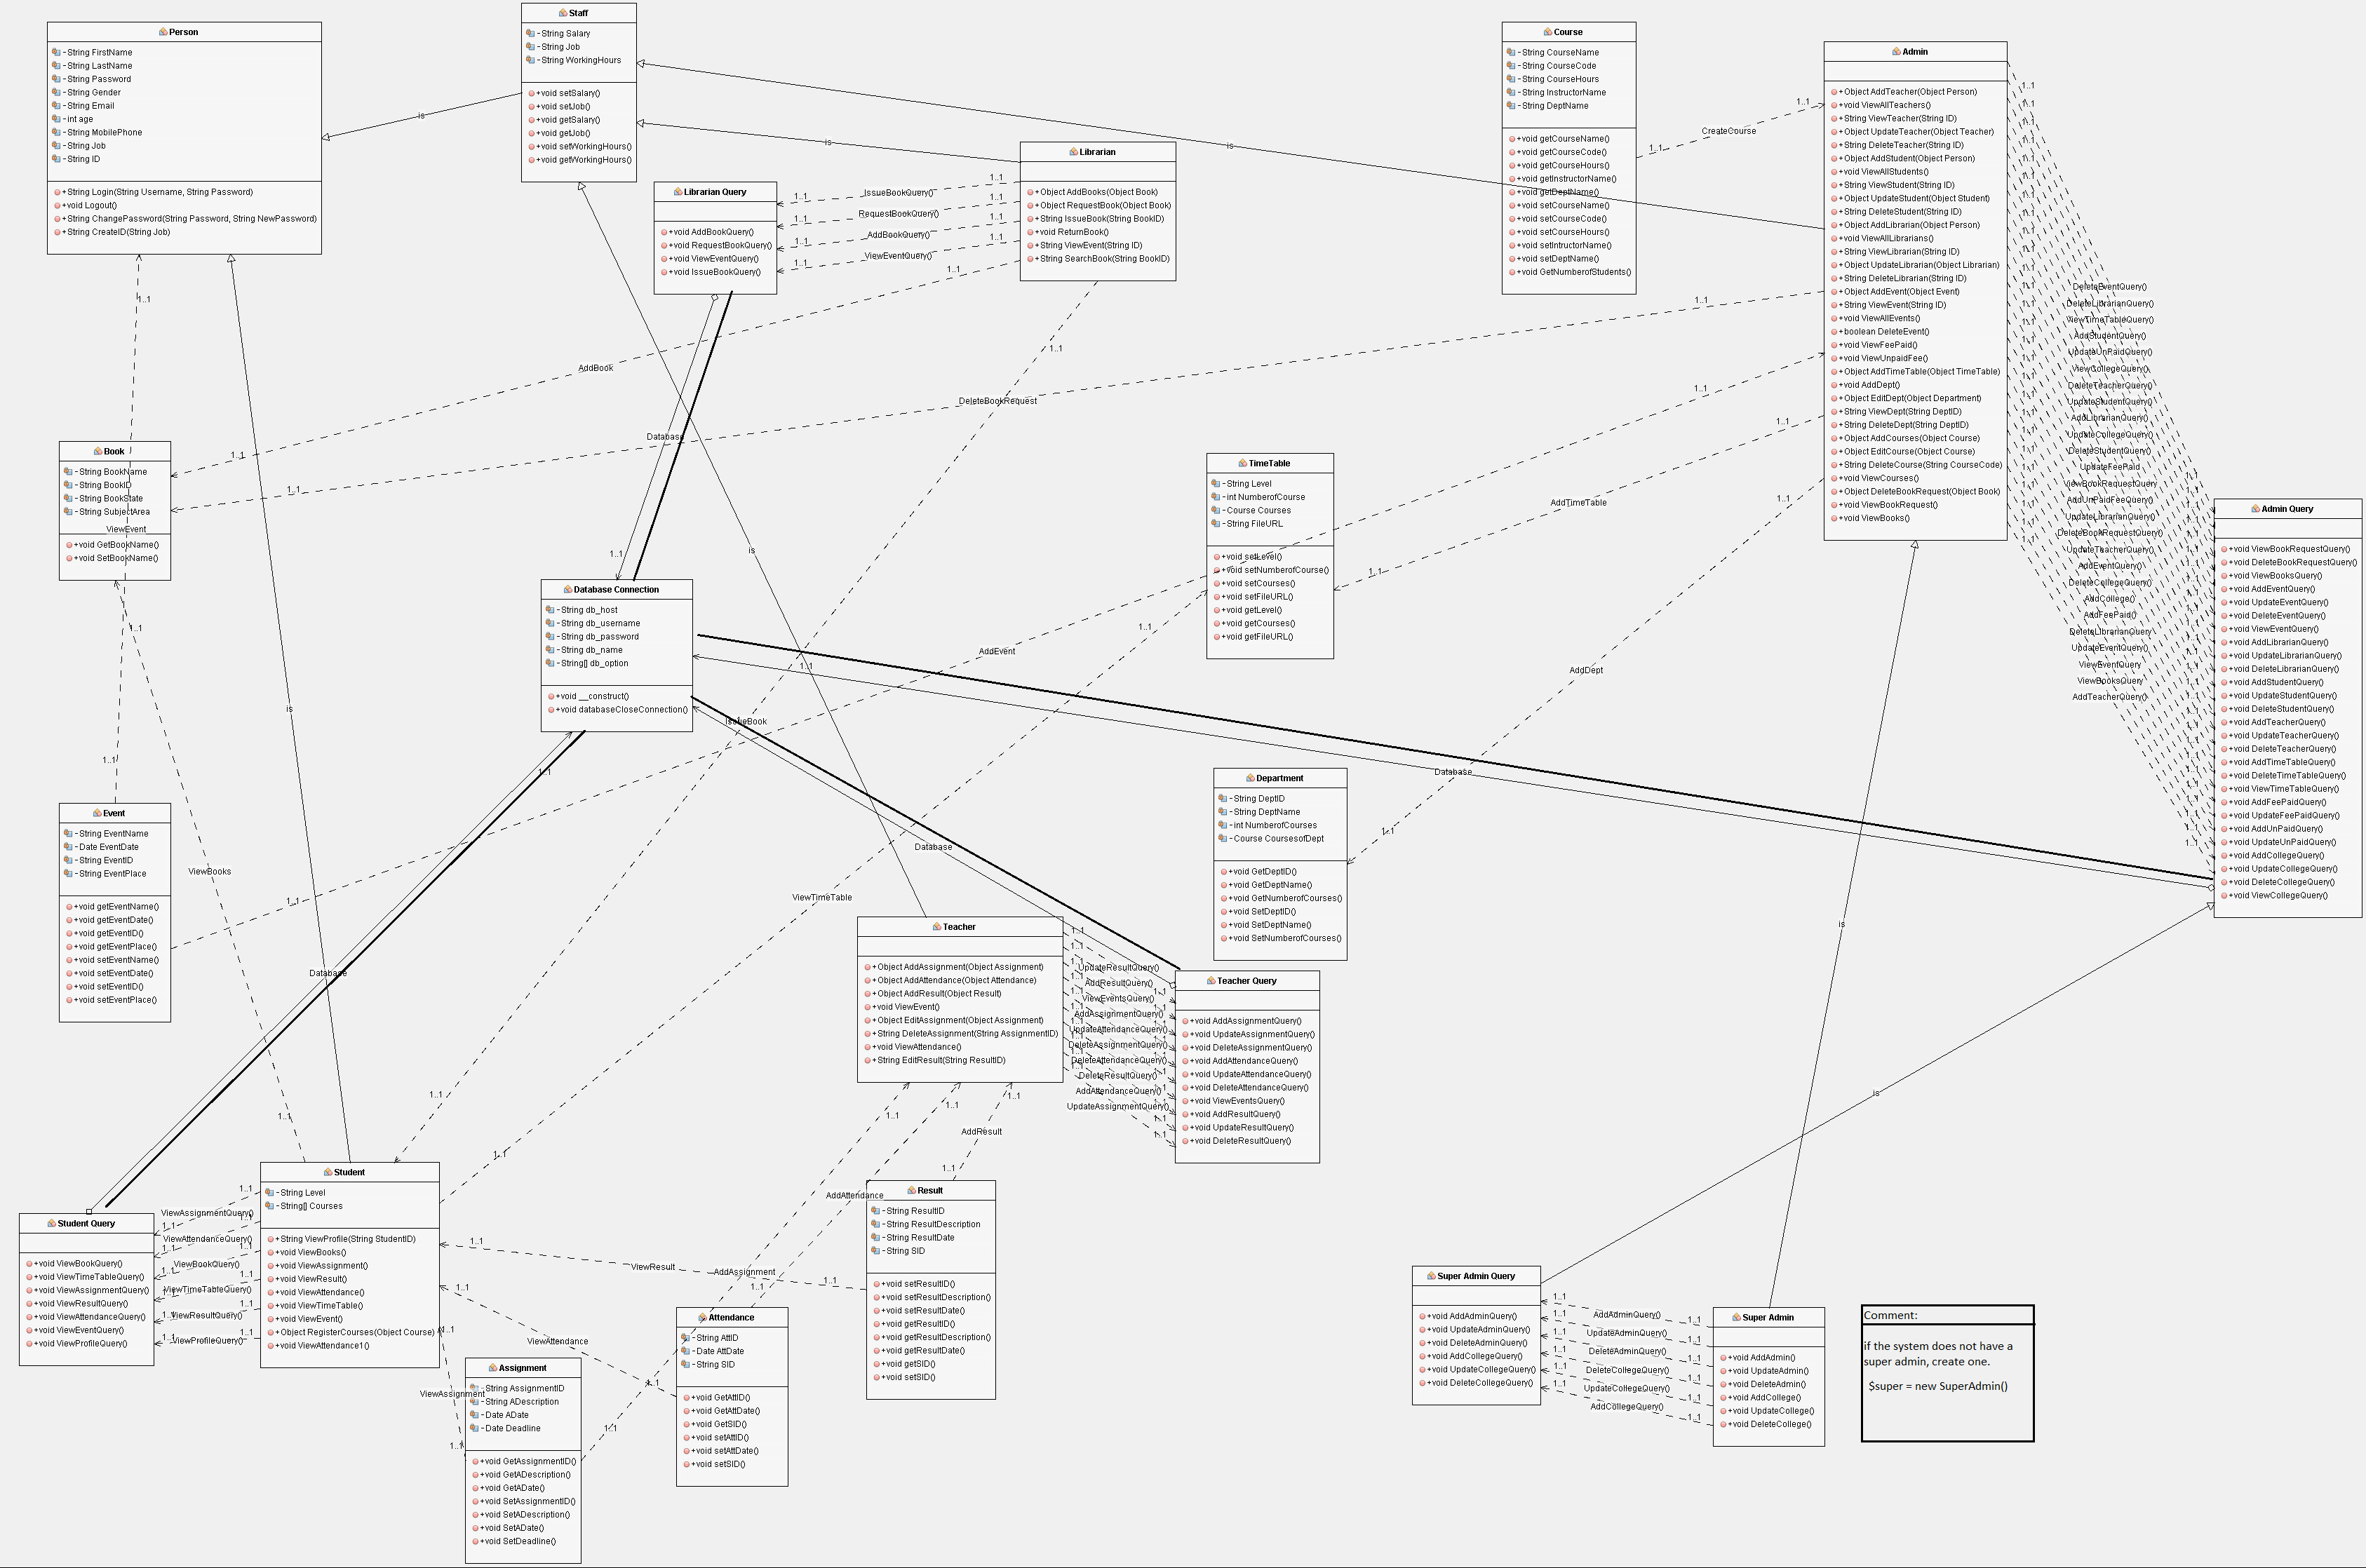 Person
- String FirstName
- String LastName
- String Password
- String Gender
- String Email
- int age
- String MobilePhone
- String Job
- String ID
+ String Login(String Username, String Password)
+ void Logout()
+ String ChangePassword(String Password, String NewPassword)
+ String CreateID(String Job)
Staff
- String Salary
- String Job
- String WorkingHours
+ void setSalary()
+ void setJob()
+ void getSalary()
+ void getJob()
+ void setWorkingHours()
+ void getWorkingHours()
is
is
is
Librarian Query
+ void AddBookQuery()
+ void RequestBookQuery()
+ void ViewEventQuery()
+ void IssueBookQuery()
IssueBookQuery()
RequestBookQuery()
AddBookQuery()
ViewEventQuery()
Librarian
+ Object AddBooks(Object Book)
+ Object RequestBook(Object Book)
+ String IssueBook(String BookID)
+ void ReturnBook()
+ String ViewEvent(String ID)
+ String SearchBook(String BookID)
Course
- String CourseName
- String CourseCode
- String CourseHours
- String InstructorName
- String DeptName
+ void getCourseName()
+ void getCourseCode()
+ void getCourseHours()
+ void getInstructorName()
+ void getDeptName()
+ void setCourseName()
+ void setCourseCode()
+ void setCourseHours()
+ void setIntructorName()
+ void setDeptName()
+ void GetNumberofStudents()
CreateCourse
1..1
1..1
Admin
+ Object AddTeacher(Object Person)
+ void ViewAllTeachers()
+ String ViewTeacher(String ID)
+ Object UpdateTeacher(Object Teacher)
+ String DeleteTeacher(String ID)
+ Object AddStudent(Object Person)
+ void ViewAllStudents()
+ String ViewStudent(String ID)
+ Object UpdateStudent(Object Student)
+ String DeleteStudent(String ID)
+ Object AddLibrarian(Object Person)
+ void ViewAllLibrarians()
+ String ViewLibrarian(String ID)
+ Object UpdateLibrarian(Object Librarian)
+ String DeleteLibrarian(String ID)
+ Object AddEvent(Object Event)
+ String ViewEvent(String ID)
+ void ViewAllEvents()
+ boolean DeleteEvent()
+ void ViewFeePaid()
+ void ViewUnpaidFee()
+ Object AddTimeTable(Object TimeTable)
+ void AddDept()
+ Object EditDept(Object Department)
+ String ViewDept(String DeptID)
+ String DeleteDept(String DeptID)
+ Object AddCourses(Object Course)
+ Object EditCourse(Object Course)
+ String DeleteCourse(String CourseCode)
+ void ViewCourses()
+ Object DeleteBookRequest(Object Book)
+ void ViewBookRequest()
+ void ViewBooks()
DeleteEventQuery()
DeleteLibrarianQuery()
ViewTimeTableQuery()
AddStudentQuery()
UpdateUnPaidQuery()
ViewCollegeQuery()
DeleteTeacherQuery()
UpdateStudentQuery()
AddLibrarianQuery()
UpdateCollegeQuery()
DeleteStudentQuery()
UpdateFeePaid
ViewBookRequestQuery()
AddUnPaidFeeQuery()
UpdateLibrarianQuery()
DeleteBookRequestQuery()
UpdateTeacherQuery()
AddEventQuery()
DeleteCollegeQuery()
AddCollege()
AddFeePaid()
DeleteLibrarianQuery
UpdateEventQuery()
ViewEventQuery
ViewBooksQuery()
AddTeacherQuery()
Admin Query
+ void ViewBookRequestQuery()
+ void DeleteBookRequestQuery()
+ void ViewBooksQuery()
+ void AddEventQuery()
+ void UpdateEventQuery()
+ void DeleteEventQuery()
+ void ViewEventQuery()
+ void AddLibrarianQuery()
+ void UpdateLibrarianQuery()
+ void DeleteLibrarianQuery()
+ void AddStudentQuery()
+ void UpdateStudentQuery()
+ void DeleteStudentQuery()
+ void AddTeacherQuery()
+ void UpdateTeacherQuery()
+ void DeleteTeacherQuery()
+ void AddTimeTableQuery()
+ void DeleteTimeTableQuery()
+ void ViewTimeTableQuery()
+ void AddFeePaidQuery()
+ void UpdateFeePaidQuery()
+ void AddUnPaidQuery()
+ void UpdateUnPaidQuery()
+ void AddCollegeQuery()
+ void UpdateCollegeQuery()
+ void DeleteCollegeQuery()
+ void ViewCollegeQuery()
AddBook
DeleteBookRequest
Database
Book
- String BookName
- String BookID
- String BookState
- String SubjectArea
ViewEvent
+ void GetBookName()
+ void SetBookName()
TimeTable
- String Level
- int NumberofCourse
- Course Courses
- String FileURL
+ void setLevel()
+ void setNumberofCourse()
+ void setCourses()
+ void setFileURL()
+ void getLevel()
+ void getCourses()
+ void getFileURL()
AddTimeTable
AddDept
Database Connection
- String db_host
- String db_username
- String db_password
- String db_name
- String[] db_option
+ void __construct()
+ void databaseCloseConnection()
is
is
AddEvent
IssueBook
Database
Database
Database
Event
- String EventName
- Date EventDate
- String EventID
- String EventPlace
+ void getEventName()
+ void getEventDate()
+ void getEventID()
+ void getEventPlace()
+ void setEventName()
+ void setEventDate()
+ void setEventID()
+ void setEventPlace()
ViewBooks
ViewTimeTable
Department
- String DeptID
- String DeptName
- int NumberofCourses
- Course CoursesofDept
+ void GetDeptID()
+ void GetDeptName()
+ void GetNumberofCourses()
+ void SetDeptID()
+ void SetDeptName()
+ void SetNumberofCourses()
Teacher
+ Object AddAssignment(Object Assignment)
+ Object AddAttendance(Object Attendance)
+ Object AddResult(Object Result)
+ void ViewEvent()
+ Object EditAssignment(Object Assignment)
+ String DeleteAssignment(String AssignmentID)
+ void ViewAttendance()
+ String EditResult(String ResultID)
UpdateResultQuery()
AddResultQuery()
ViewEventsQuery()
AddAssignmentQuery()
UpdateAttendanceQuery()
DeleteAssignmentQuery()
DeleteAttendanceQuery()
DeleteResultQuery()
AddAttendanceQuery()
UpdateAssignmentQuery()
Teacher Query
+ void AddAssignmentQuery()
+ void UpdateAssignmentQuery()
+ void DeleteAssignmentQuery()
+ void AddAttendanceQuery()
+ void UpdateAttendanceQuery()
+ void DeleteAttendanceQuery()
+ void ViewEventsQuery()
+ void AddResultQuery()
+ void UpdateResultQuery()
+ void DeleteResultQuery()
is
is
AddResult
AddAttendance
AddAssignment
ViewResult
ViewAttendance
ViewAssignment
Student Query
+ void ViewBookQuery()
+ void ViewTimeTableQuery()
+ void ViewAssignmentQuery()
+ void ViewResultQuery()
+ void ViewAttendanceQuery()
+ void ViewEventQuery()
+ void ViewProfileQuery()
ViewAssignmentQuery()
ViewAttendanceQuery()
ViewBookQuery()
ViewTimeTableQuery()
ViewResultQuery()
ViewProfileQuery()
Student
- String Level
- String[] Courses
+ String ViewProfile(String StudentID)
+ void ViewBooks()
+ void ViewAssignment()
+ void ViewResult()
+ void ViewAttendance()
+ void ViewTimeTable()
+ void ViewEvent()
+ Object RegisterCourses(Object Course)
+ void ViewAttendance1()
Result
- String ResultID
- String ResultDescription
- String ResultDate
- String SID
+ void setResultID()
+ void setResultDescription()
+ void setResultDate()
+ void getResultID()
+ void getResultDescription()
+ void getResultDate()
+ void getSID()
+ void setSID()
Attendance
- String AttID
- Date AttDate
- String SID
+ void GetAttID()
+ void GetAttDate()
+ void GetSID()
+ void setAttID()
+ void setAttDate()
+ void setSID()
Assignment
- String AssignmentID
- String ADescription
- Date ADate
- Date Deadline
+ void GetAssignmentID()
+ void GetADescription()
+ void GetADate()
+ void SetAssignmentID()
+ void SetADescription()
+ void SetADate()
+ void SetDeadline()
Super Admin Query
+ void AddAdminQuery()
+ void UpdateAdminQuery()
+ void DeleteAdminQuery()
+ void AddCollegeQuery()
+ void UpdateCollegeQuery()
+ void DeleteCollegeQuery()
AddAdminQuery()
UpdateAdminQuery()
DeleteAdminQuery()
DeleteCollegeQuery()
UpdateCollegeQuery()
AddCollegeQuery()
Super Admin
+ void AddAdmin()
+ void UpdateAdmin()
+ void DeleteAdmin()
+ void AddCollege()
+ void UpdateCollege()
+ void DeleteCollege()
Comment:
if the system does not have a
super admin, create one.
$super = new SuperAdmin()